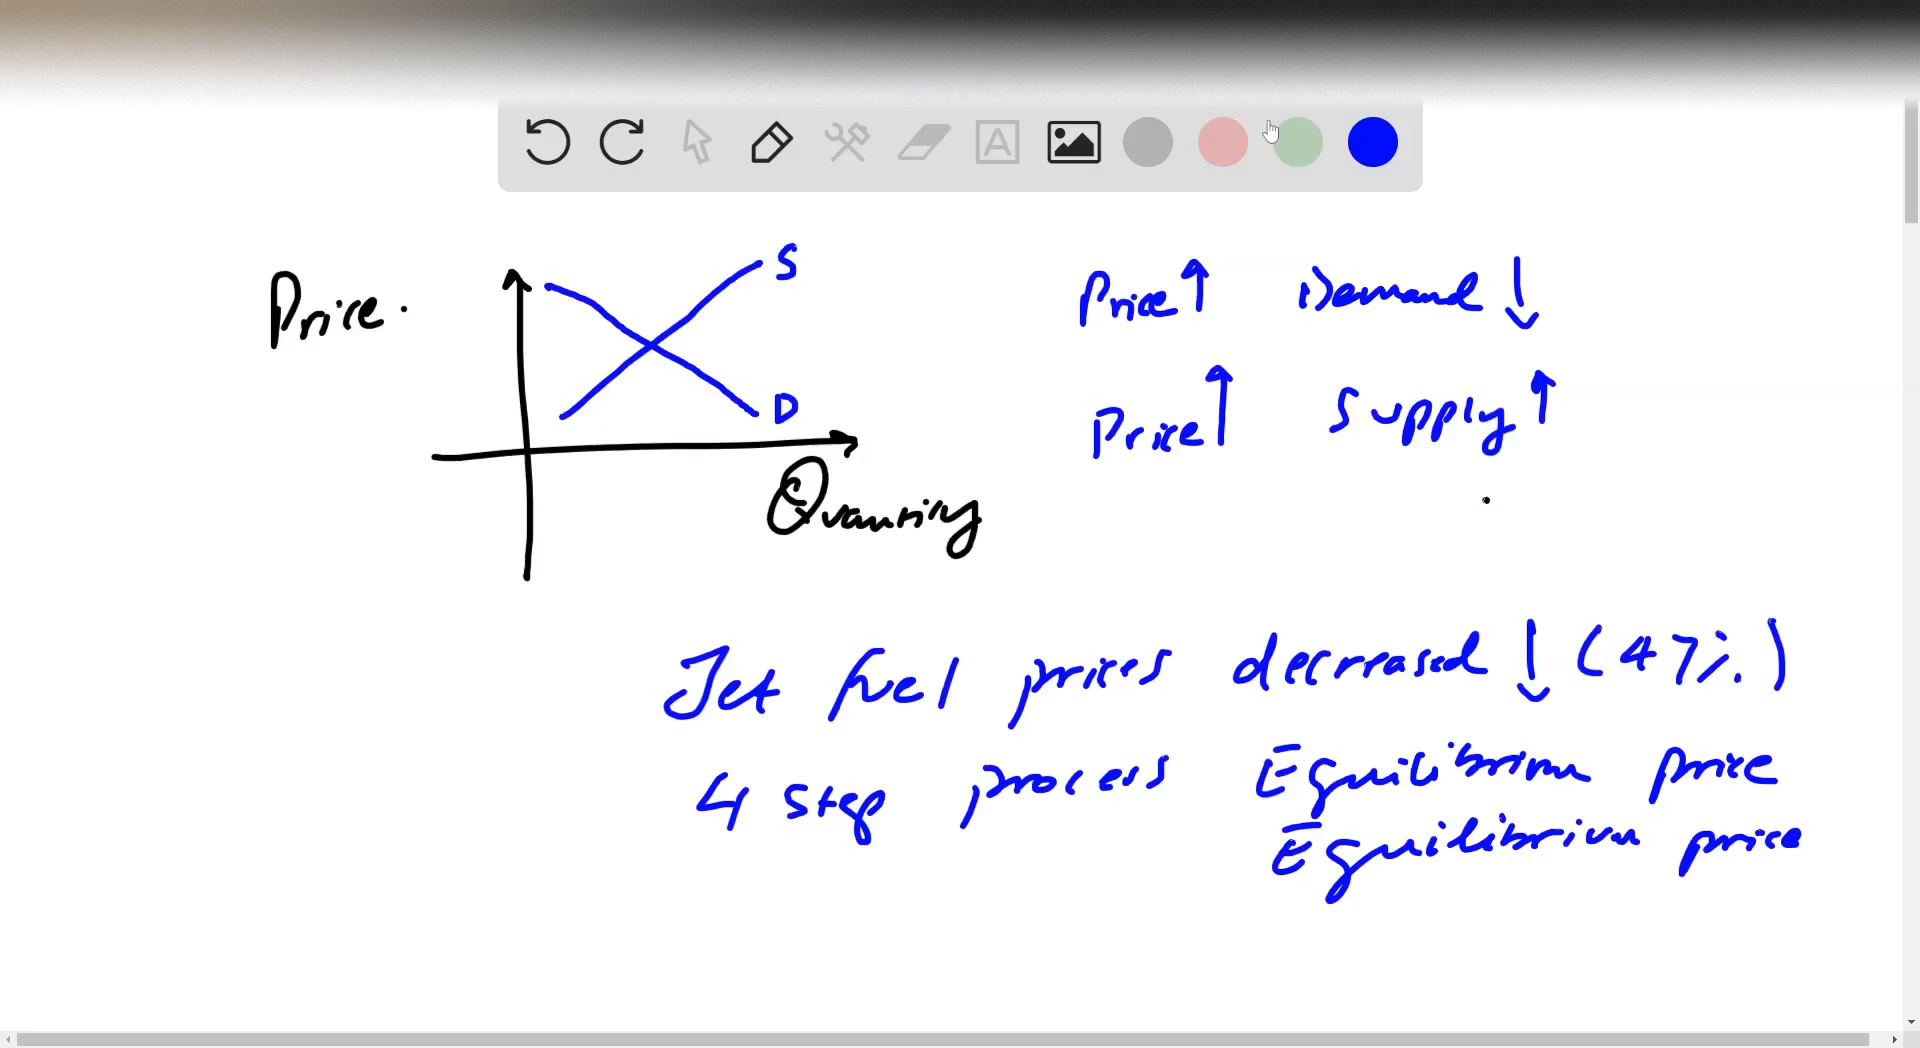 S
Price.
D
Quantity
Price ↑ Demand ↓
Price ↑ Supply ↑
Jet fuel prices decreased ↓ (47%)
4 step process Equilibrium price
Equilibrium price
A